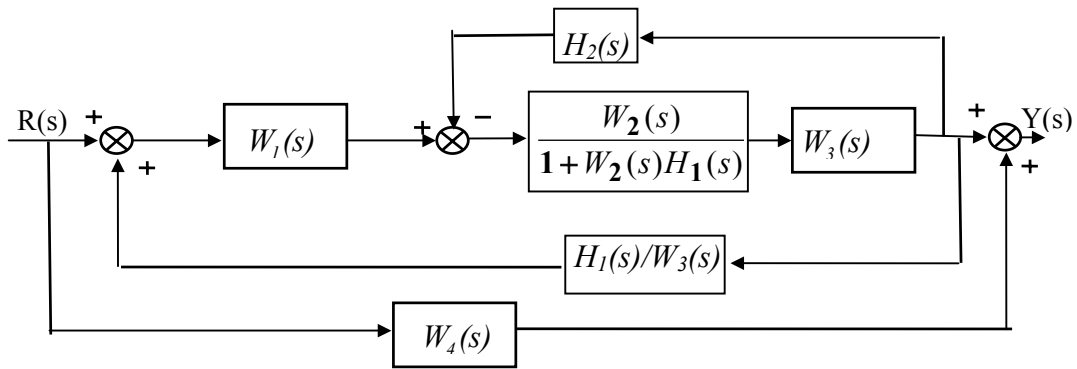 H₂(s)
+
−
R(s)
W₁(s)
+
W₂(s)
1+W₂(s)H₁(s)
W₃(s)
+
Y(s)
+
+
H₁(s)/W₃(s)
W₄(s)